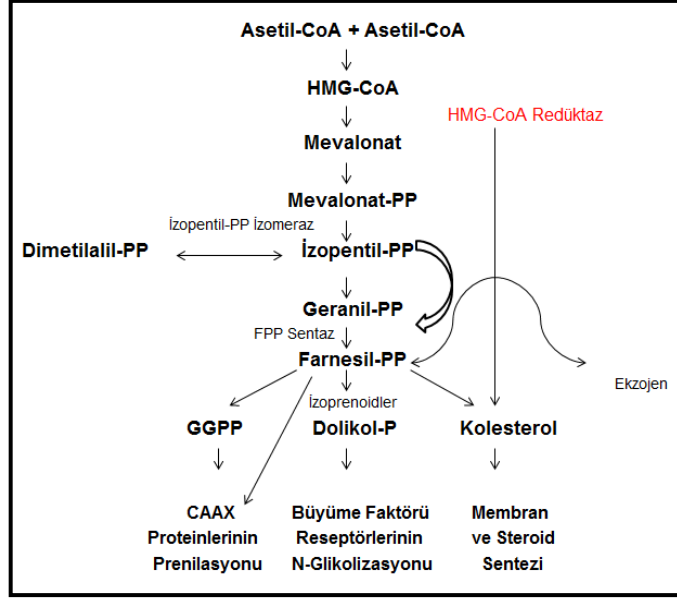 Asetil-CoA + Asetil-CoA
HMG-CoA
HMG-CoA Redüktaz
Mevalonat
Mevalonat-PP
İzopentil-PP İzomeraz
Dimetilalil-PP
İzopentil-PP
Geranil-PP
FPP Sentaz
Farnesil-PP
Ekzojen
İzoprenoidler
GGPP
Dolikol-P
Kolesterol
CAAX
Proteinlerinin
Prenilasyonu
Büyüme Faktörü
Reseptörlerinin
N-Glikolizasyonu
Membran
ve Steroid
Sentezi